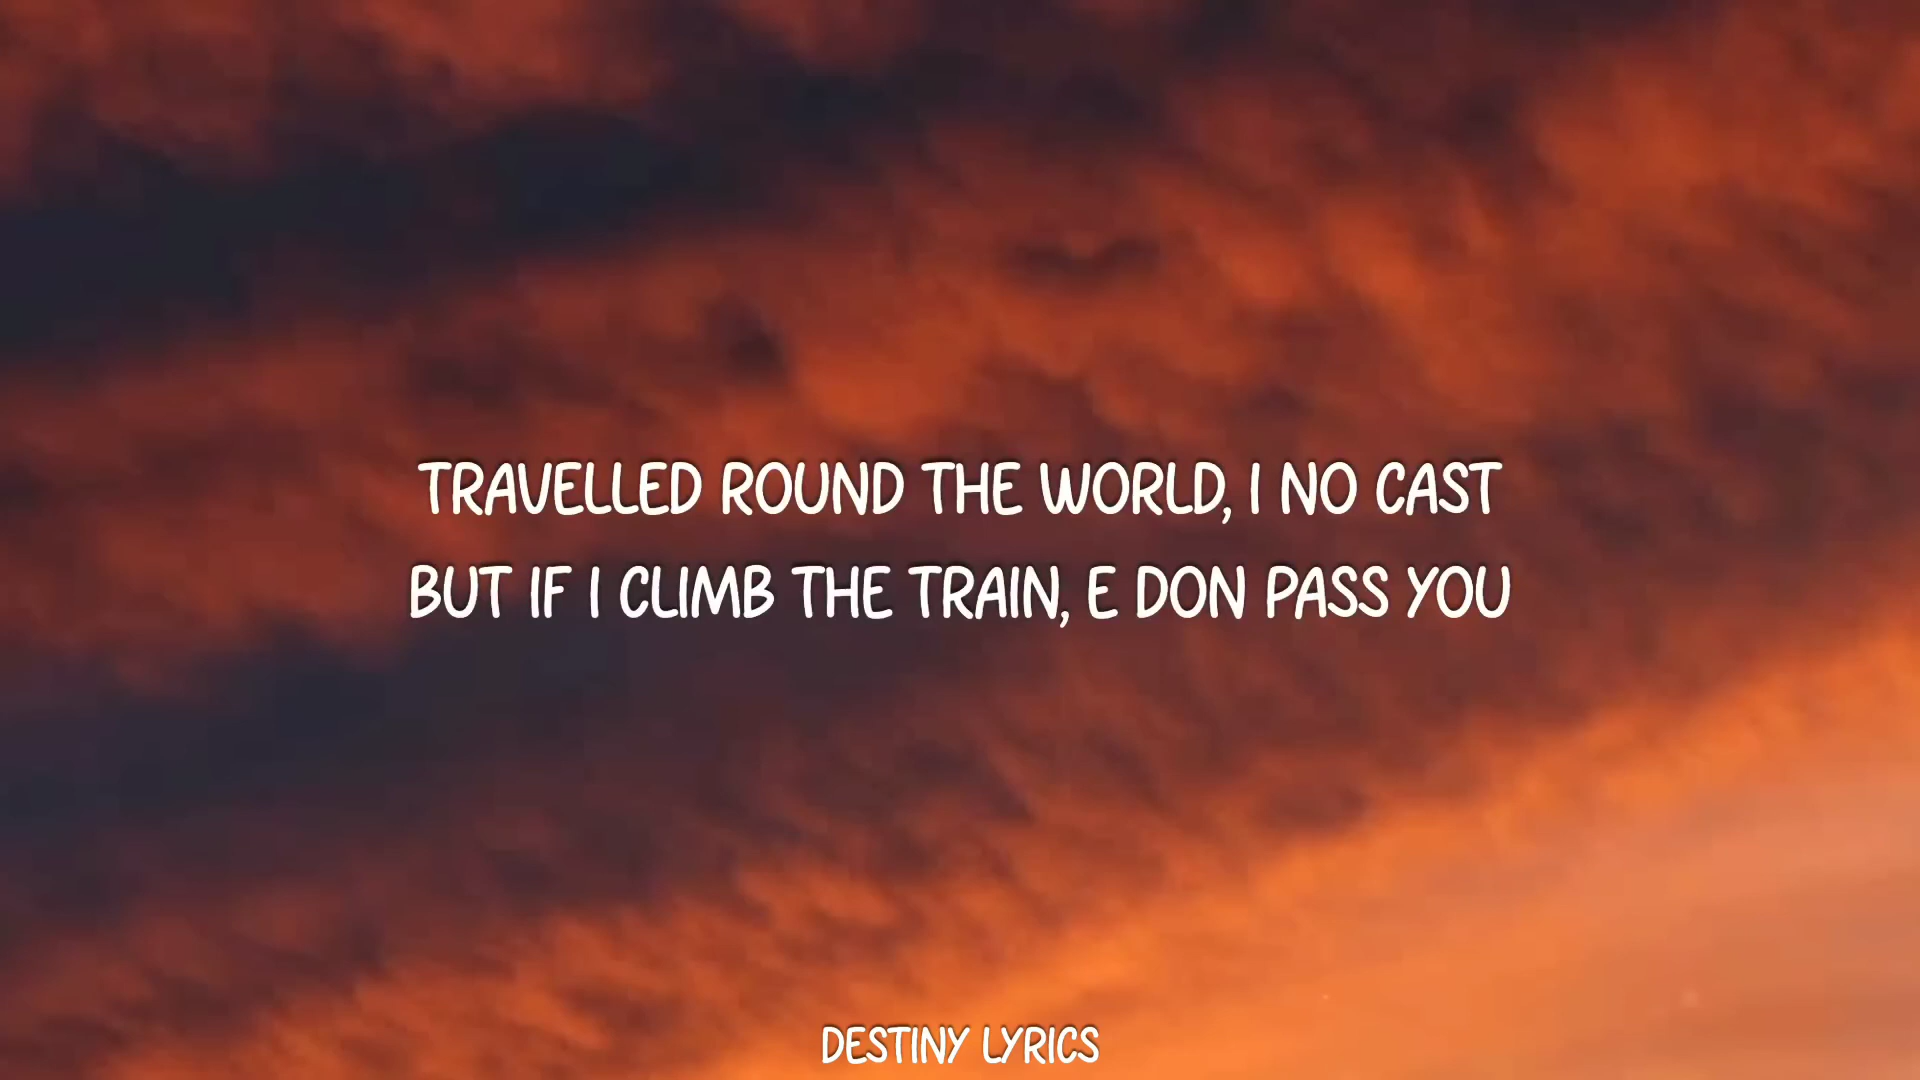 TRAVELLED ROUND THE WORLD, I NO CAST
BUT IF I CLIMB THE TRAIN, E DON PASS YOU
DESTINY LYRICS